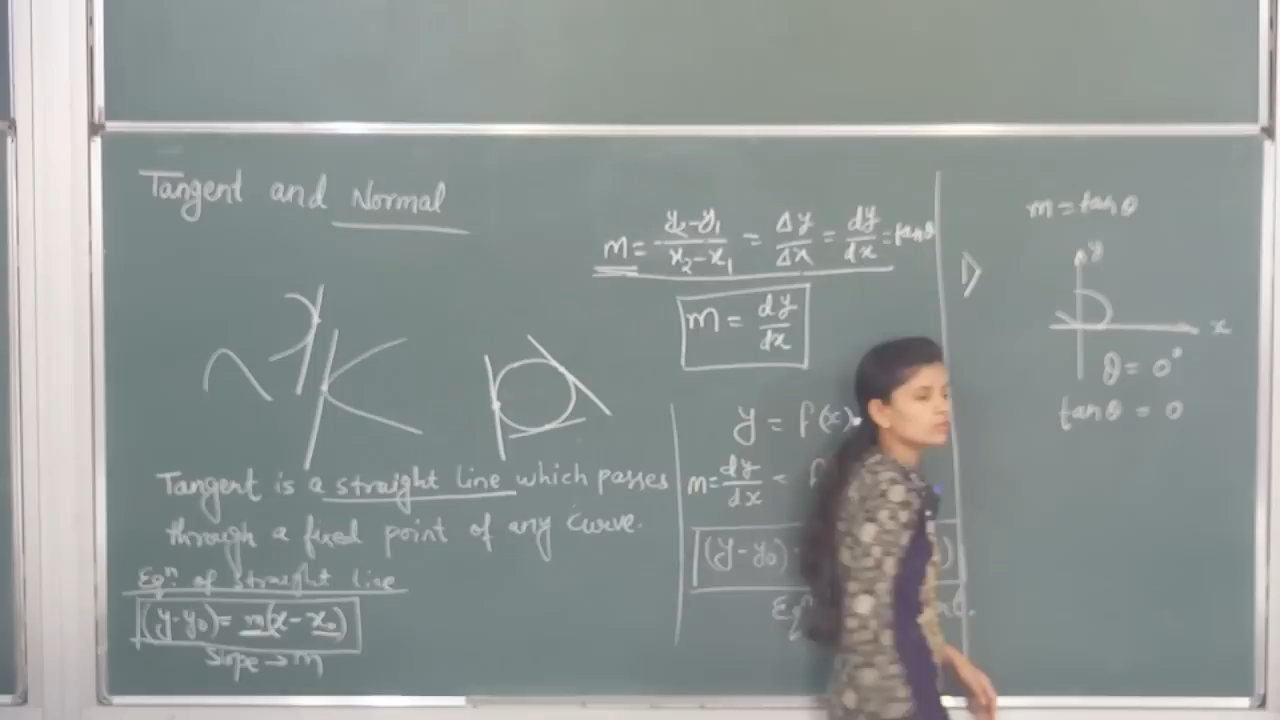 Tangent and Normal
Tangent is a straight line which passes
through a fixed point of any curve.
Eqn of straight line
(y-y₀) = m(x-x₀)
Slope → m
m = y₂-y₁/x₂-x₁ = Δy/Δx = dy/dx = tanθ
m = dy/dx
y = f(x)
m = dy/dx =
(y-y₀)
Eqn
m = tanθ
y
x
θ = 0°
tanθ = 0